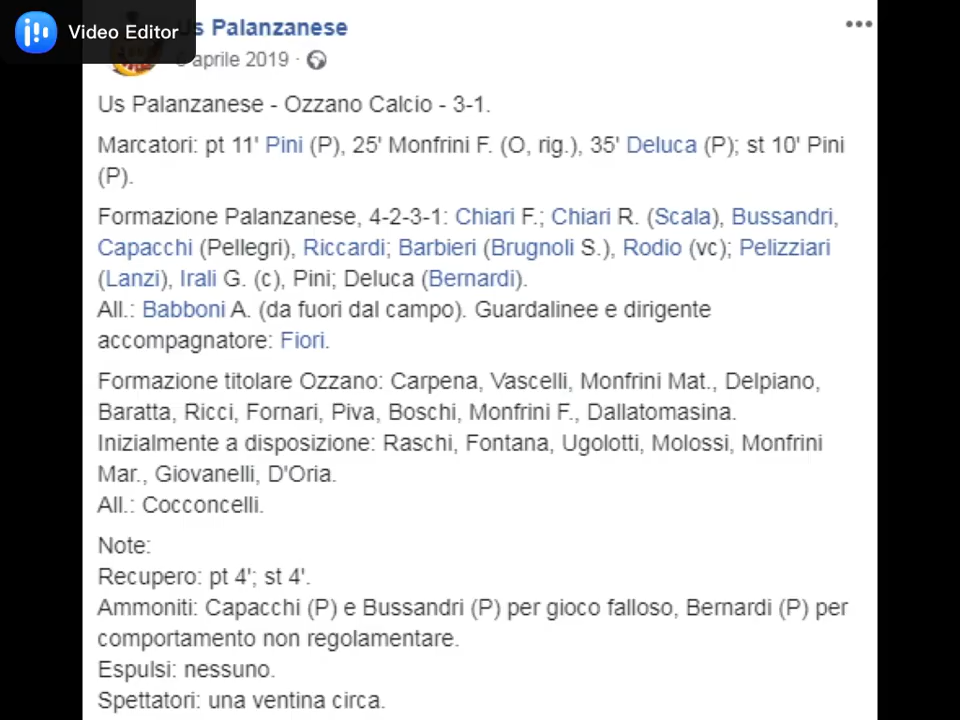 Video Editor
Us Palanzanese
aprile 2019
Us Palanzanese - Ozzano Calcio - 3-1.
Marcatori: pt 11' Pini (P), 25' Monfrini F. (O, rig.), 35' Deluca (P); st 10' Pini
(P).
Formazione Palanzanese, 4-2-3-1: Chiari F.; Chiari R. (Scala), Bussandri,
Capacchi (Pellegri), Riccardi; Barbieri (Brugnoli S.), Rodio (vc); Pelizziari
(Lanzi), Irali G. (c), Pini; Deluca (Bernardi).
All.: Babboni A. (da fuori dal campo). Guardalinee e dirigente
accompagnatore: Fiori.
Formazione titolare Ozzano: Carpena, Vascelli, Monfrini Mat., Delpiano,
Baratta, Ricci, Fornari, Piva, Boschi, Monfrini F., Dallatomasina.
Inizialmente a disposizione: Raschi, Fontana, Ugolotti, Molossi, Monfrini
Mar., Giovanelli, D'Oria.
All.: Cocconcelli.
Note:
Recupero: pt 4'; st 4'.
Ammoniti: Capacchi (P) e Bussandri (P) per gioco falloso, Bernardi (P) per
comportamento non regolamentare.
Espulsi: nessuno.
Spettatori: una ventina circa.